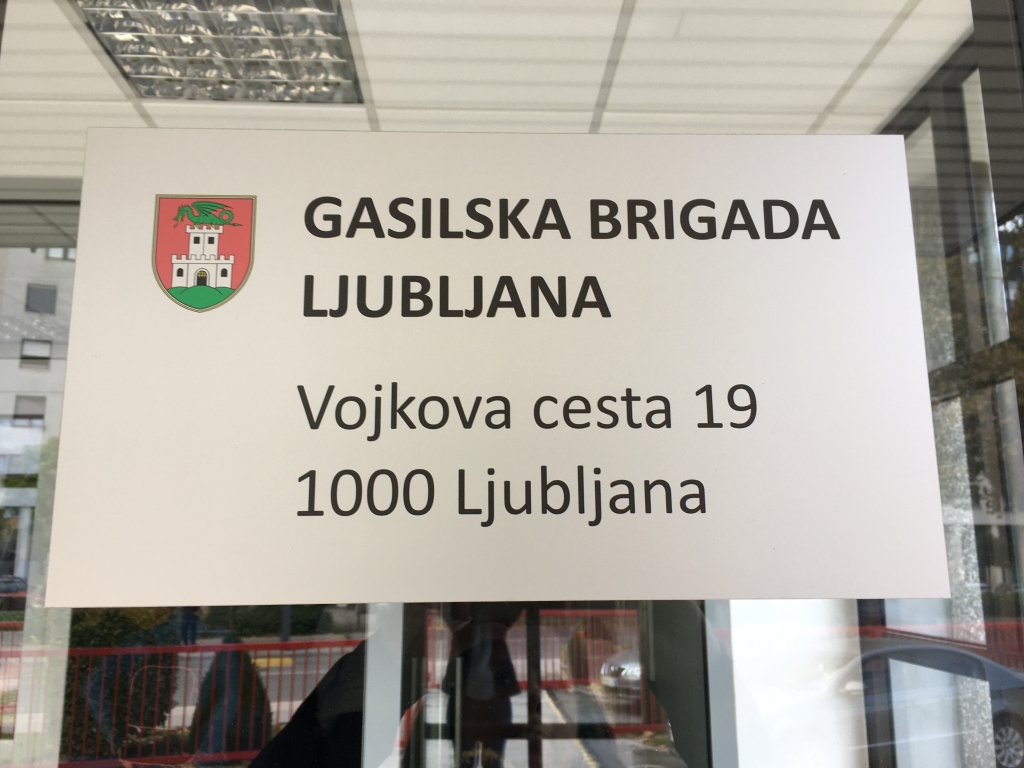 GASILSKA BRIGADA
LJUBLJANA
Vojkova cesta 19
1000 Ljubljana